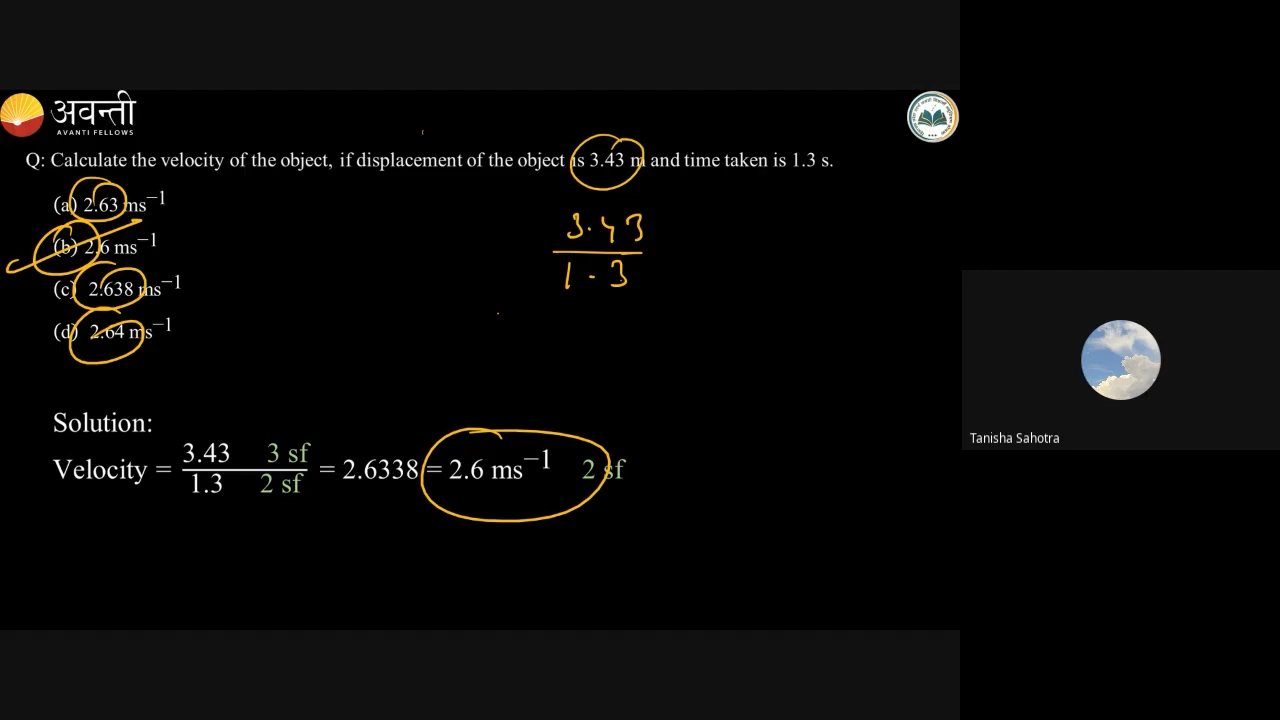 अवन्ती
AVANTI FELLOWS
Q: Calculate the velocity of the object, if displacement of the object is 3.43 m and time taken is 1.3 s.
(a) 2.63 ms⁻¹
(b) 2.6 ms⁻¹
(c) 2.638 ms⁻¹
(d) 2.64 ms⁻¹
3.43
1.3
Solution:
Velocity = 3.43 3 sf / 1.3 2 sf = 2.6338 = 2.6 ms⁻¹ 2 sf
Tanisha Sahotra